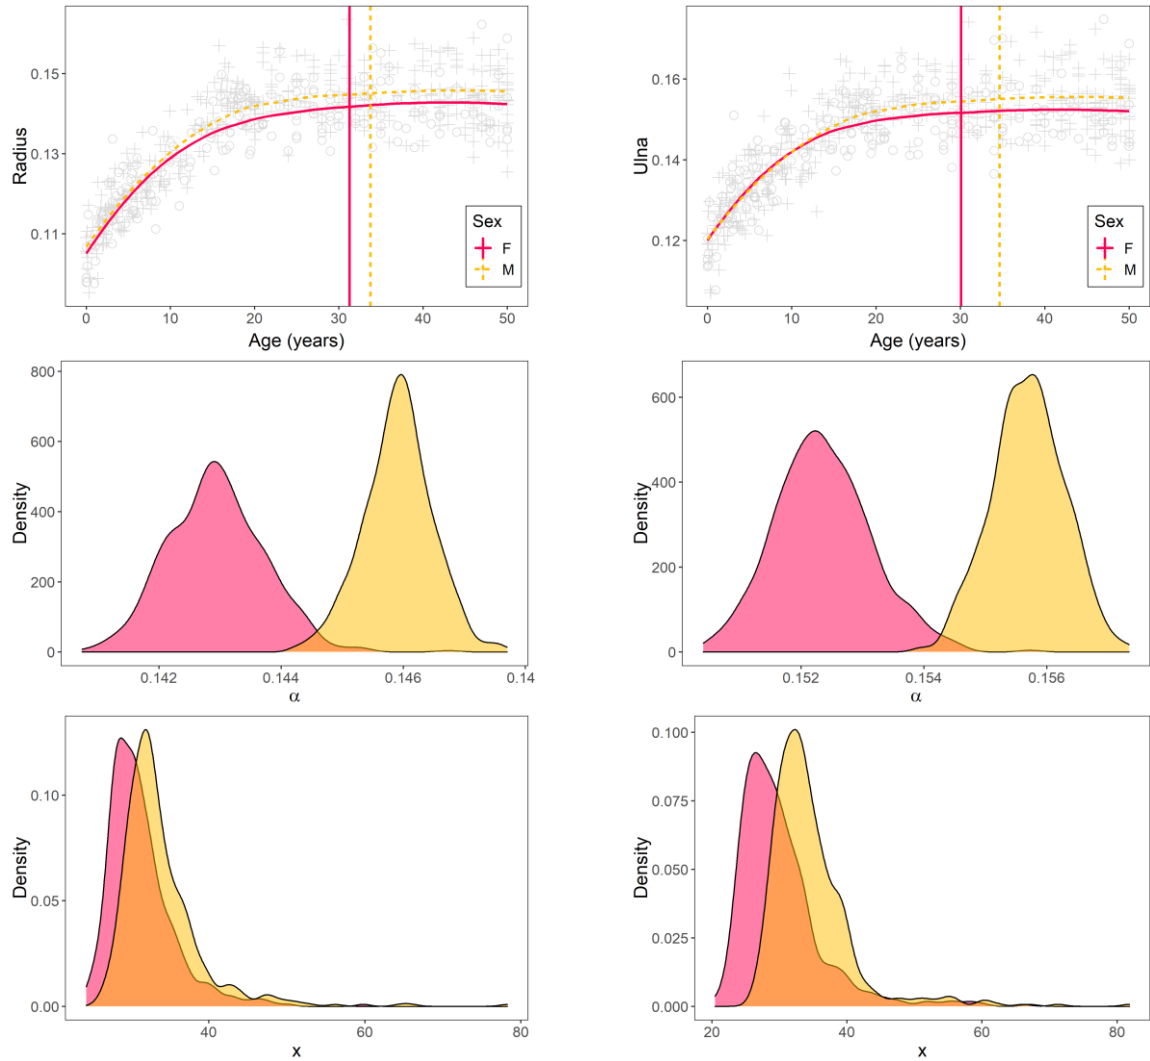 0.15
0.13
0.11
Radius
0 10 20 30 40 50
Age (years)
Sex
F
M
0.16
0.14
0.12
Ulna
0 10 20 30 40 50
Age (years)
Sex
F
M
800
600
400
200
0
Density
0.142 0.144 0.146 0.14
α
600
400
200
0
Density
0.152 0.154 0.156
α
0.10
0.05
0.00
Density
40 60 80
x
0.100
0.075
0.050
0.025
0.000
Density
20 40 60 80
x